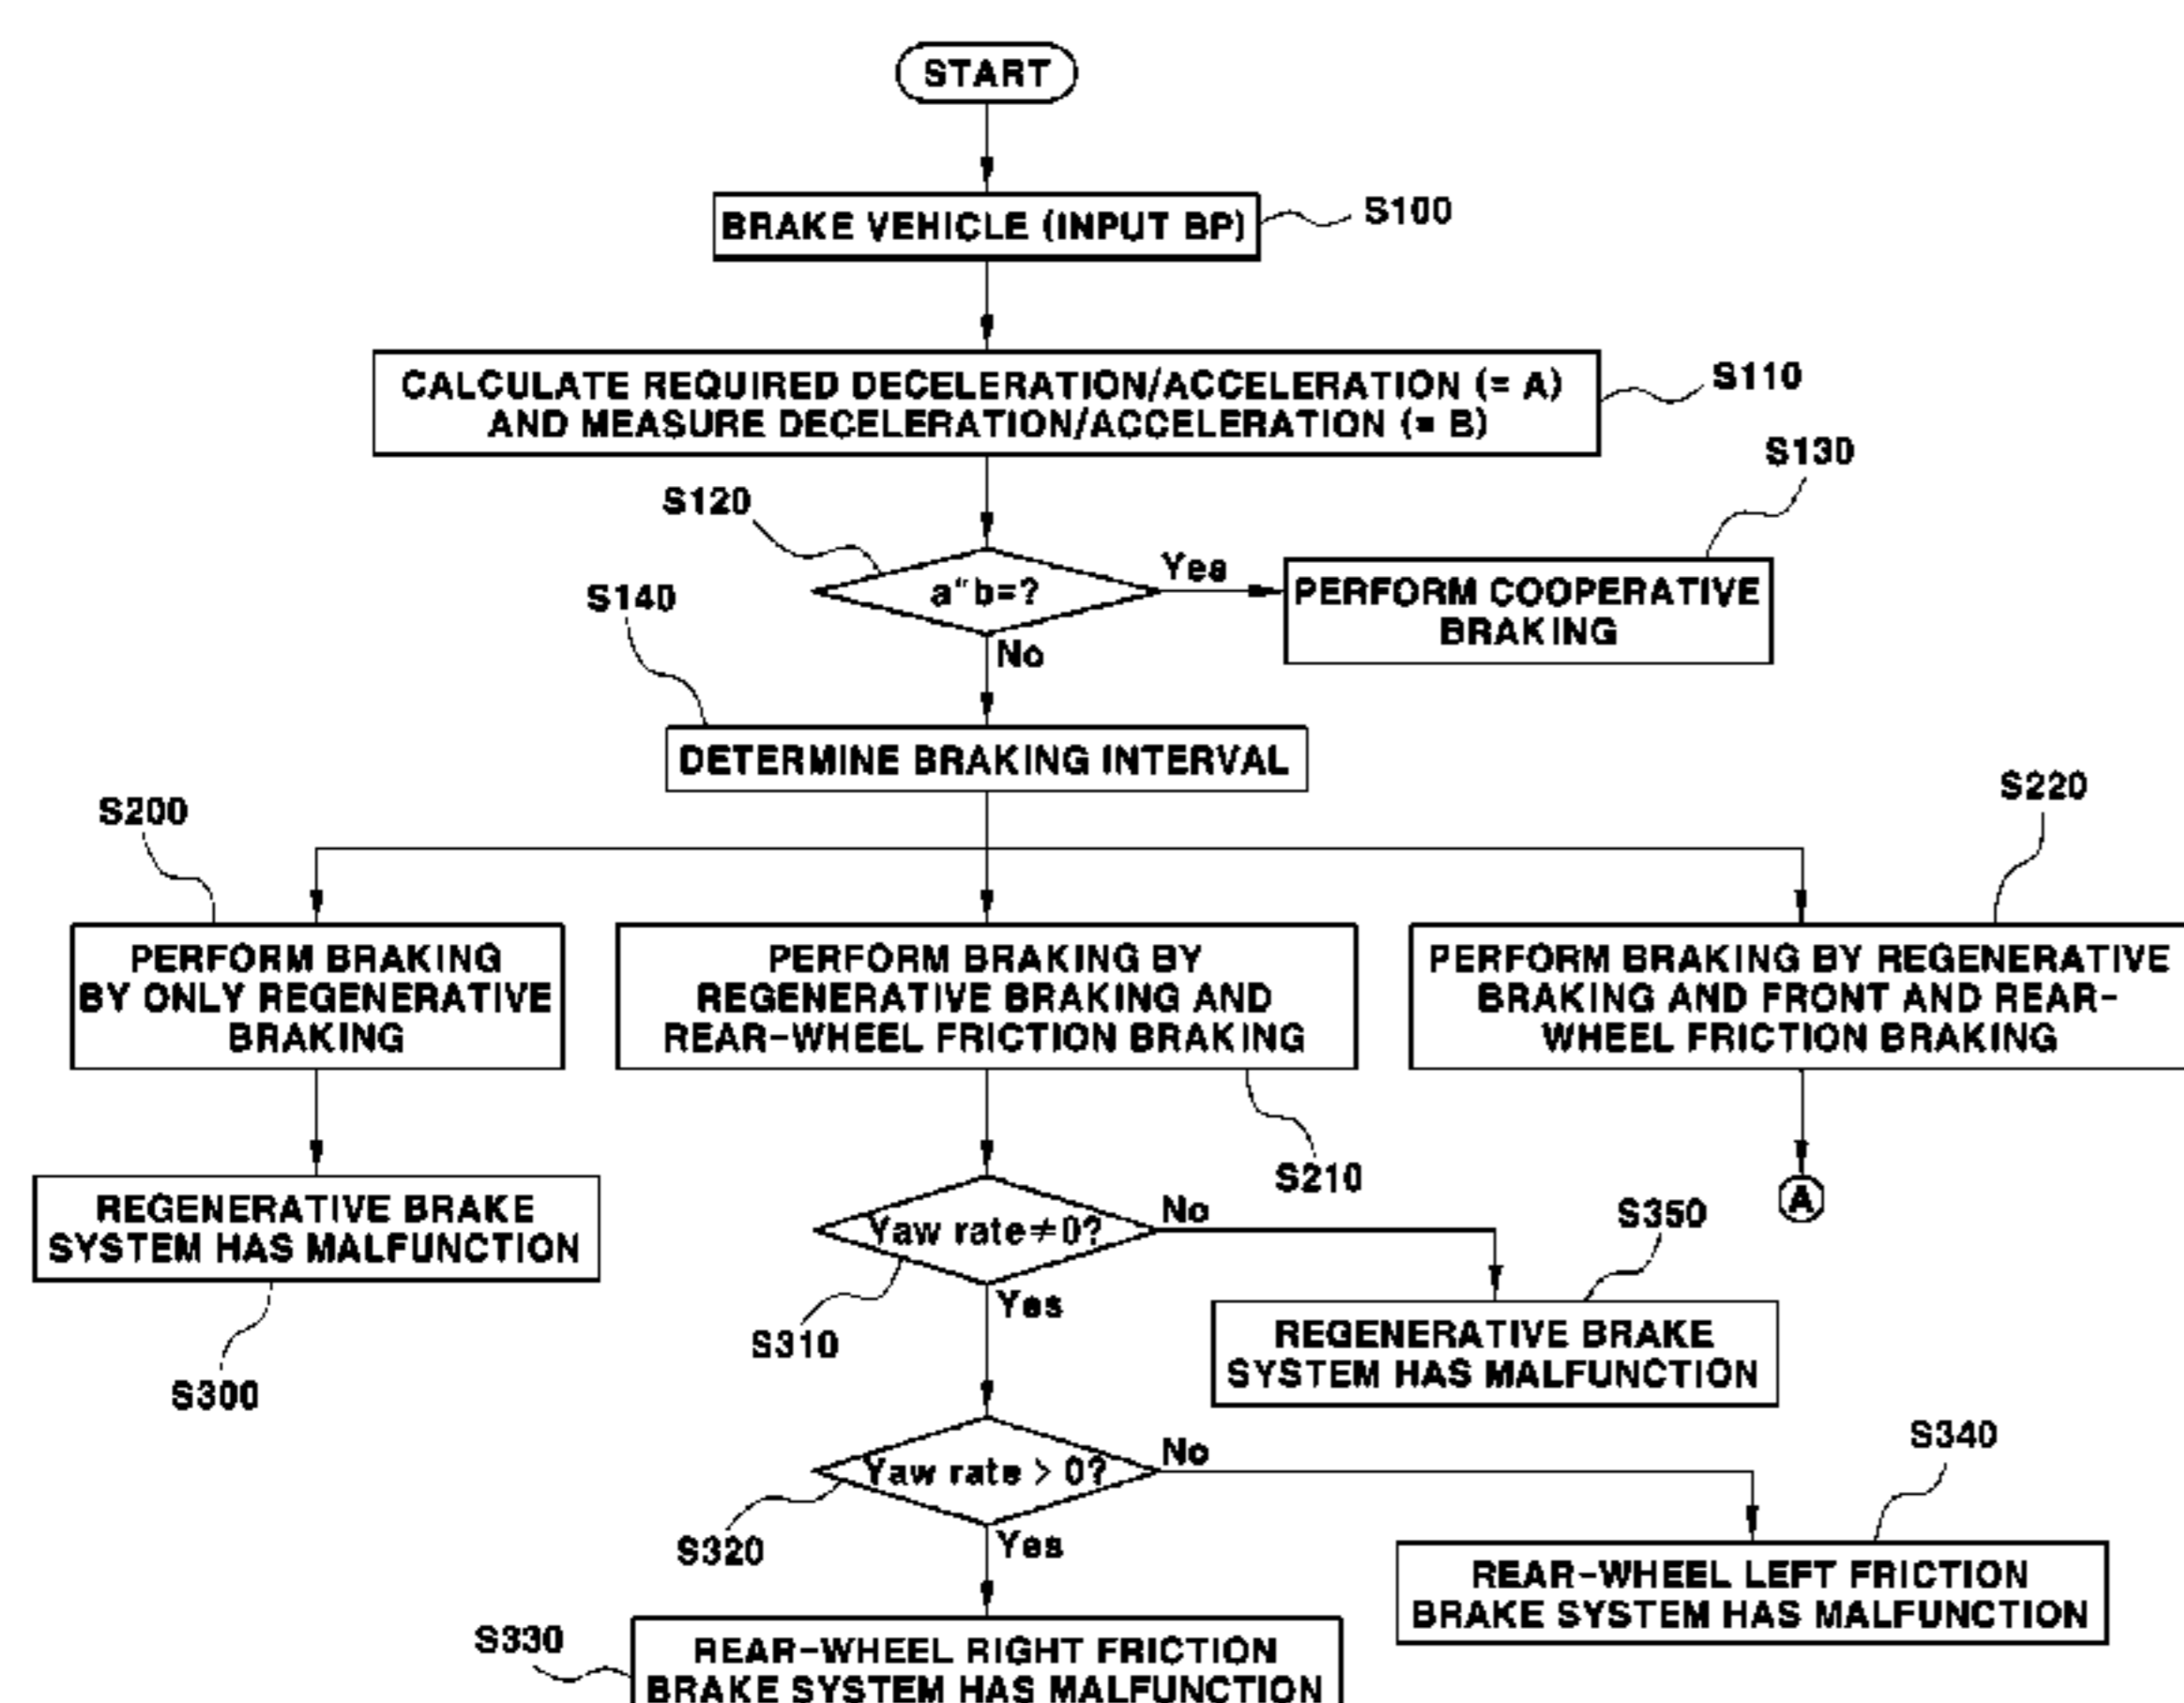 START
BRAKE VEHICLE (INPUT BP)
S100
CALCULATE REQUIRED DECELERATION/ACCELERATION (= A)
AND MEASURE DECELERATION/ACCELERATION (= B)
S110
S130
S120
a"b=?
Yes
PERFORM COOPERATIVE
BRAKING
S140
No
DETERMINE BRAKING INTERVAL
S200
S220
PERFORM BRAKING
BY ONLY REGENERATIVE
BRAKING
PERFORM BRAKING BY
REGENERATIVE BRAKING AND
REAR-WHEEL FRICTION BRAKING
PERFORM BRAKING BY REGENERATIVE
BRAKING AND FRONT AND REAR-
WHEEL FRICTION BRAKING
S210
A
REGENERATIVE BRAKE
SYSTEM HAS MALFUNCTION
S300
Yaw rate≠0?
No
S350
Yes
S310
REGENERATIVE BRAKE
SYSTEM HAS MALFUNCTION
Yaw rate > 0?
No
S340
S320
Yes
REAR-WHEEL LEFT FRICTION
BRAKE SYSTEM HAS MALFUNCTION
S330
REAR-WHEEL RIGHT FRICTION
BRAKE SYSTEM HAS MALFUNCTION